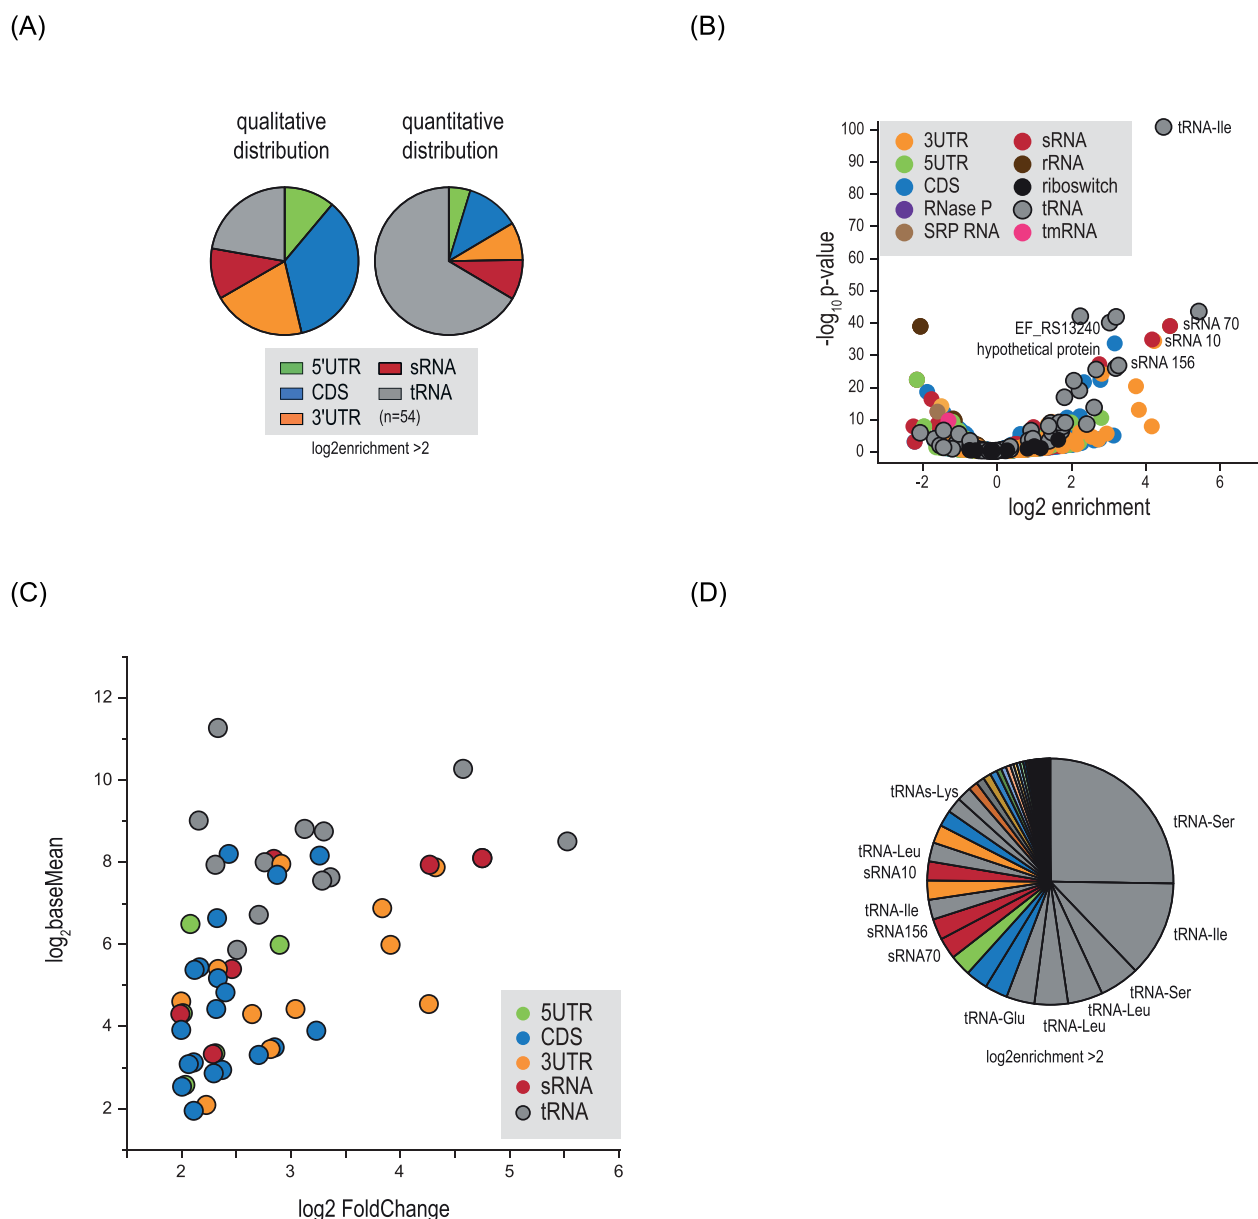 (A)
qualitative
distribution
quantitative
distribution
5'UTR
sRNA
CDS
tRNA
3'UTR
(n=54)
log2enrichment >2
(B)
100
90
80
70
60
50
40
30
20
10
0
-log10 p-value
3UTR
sRNA
5UTR
rRNA
CDS
riboswitch
RNase P
tRNA
SRP RNA
tmRNA
tRNA-Ile
EF_RS13240
hypothetical protein
sRNA 70
sRNA 10
sRNA 156
-2
0
2
4
6
log2 enrichment
(C)
12
10
8
6
4
2
log2baseMean
5UTR
CDS
3UTR
sRNA
tRNA
2
3
4
5
6
log2 FoldChange
(D)
tRNAs-Lys
tRNA-Ser
tRNA-Leu
sRNA10
tRNA-Ile
sRNA156
tRNA-Ile
sRNA70
tRNA-Ser
tRNA-Leu
tRNA-Glu
tRNA-Leu
log2enrichment >2